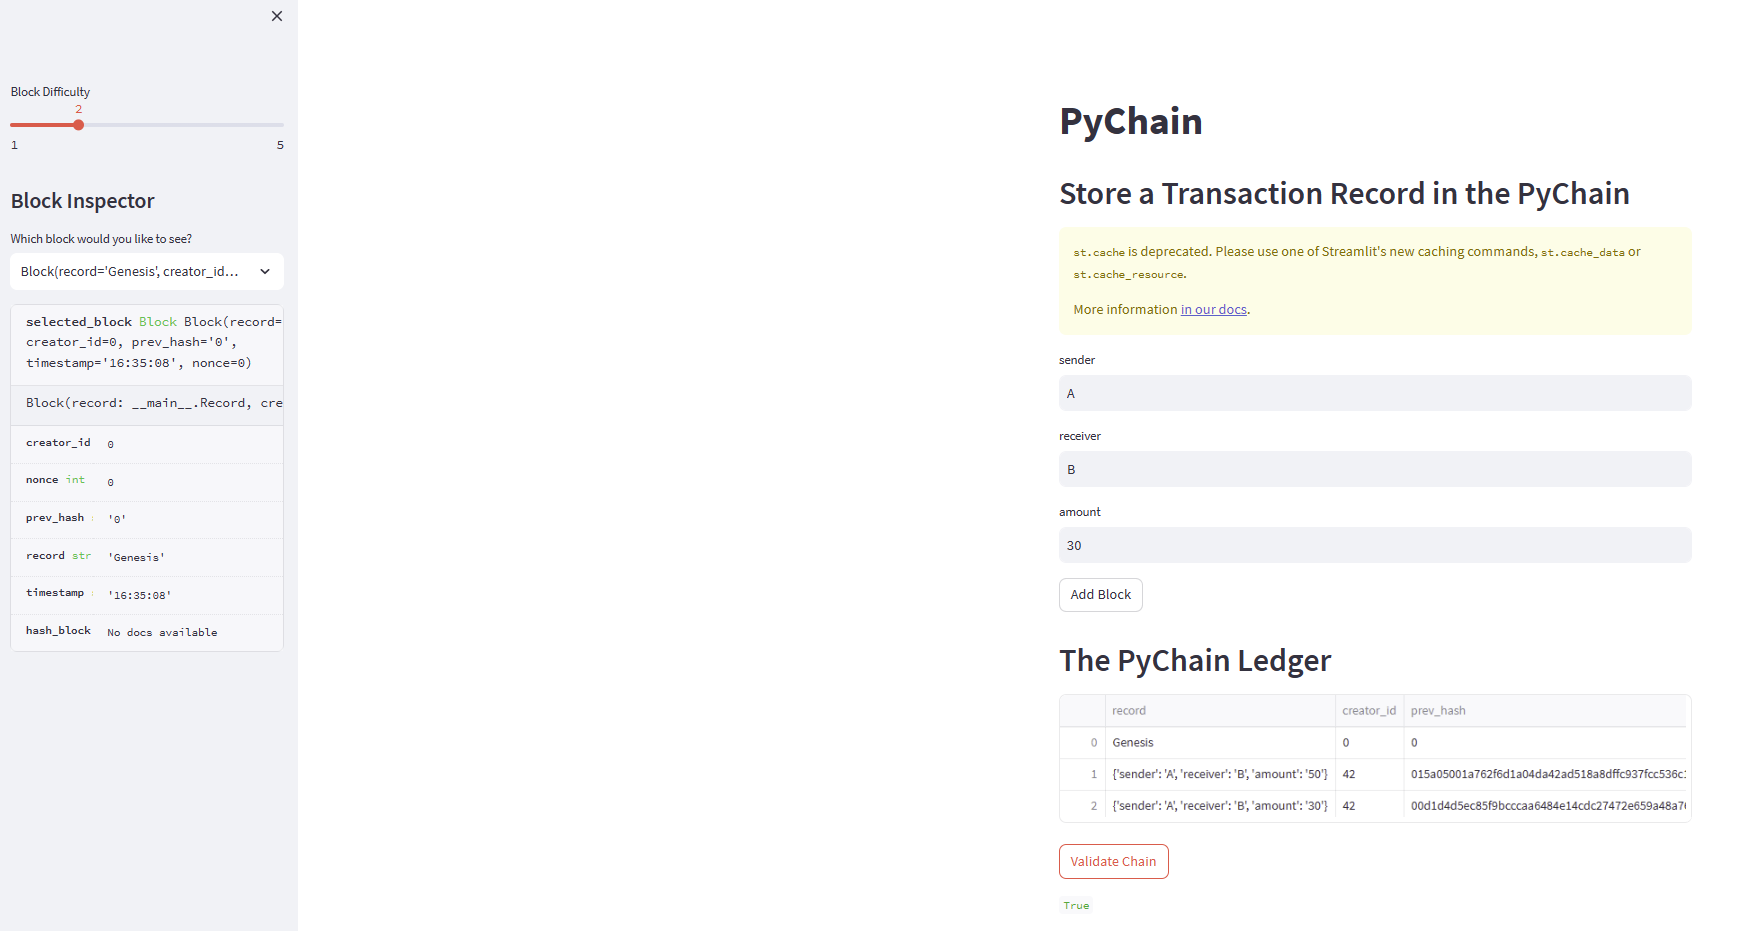 Block Difficulty
2
1 5
Block Inspector
Which block would you like to see?
Block(record='Genesis', creator_id...
selected_block Block Block(record=
creator_id=0, prev_hash='0',
timestamp='16:35:08', nonce=0)
Block(record: __main__.Record, cre
creator_id 0
nonce int 0
prev_hash '0'
record str 'Genesis'
timestamp '16:35:08'
hash_block No docs available
PyChain
Store a Transaction Record in the PyChain
st.cache is deprecated. Please use one of Streamlit's new caching commands, st.cache_data or
st.cache_resource.
More information in our docs.
sender
A
receiver
B
amount
30
Add Block
The PyChain Ledger
record creator_id prev_hash
0 Genesis 0 0
1 {'sender': 'A', 'receiver': 'B', 'amount': '50'} 42 015a05001a762f6d1a04da42ad518a8dffc937fcc536c
2 {'sender': 'A', 'receiver': 'B', 'amount': '30'} 42 00d1d4d5ec85f9bcccaa6484e14cdc27472e659a48a7
Validate Chain
True